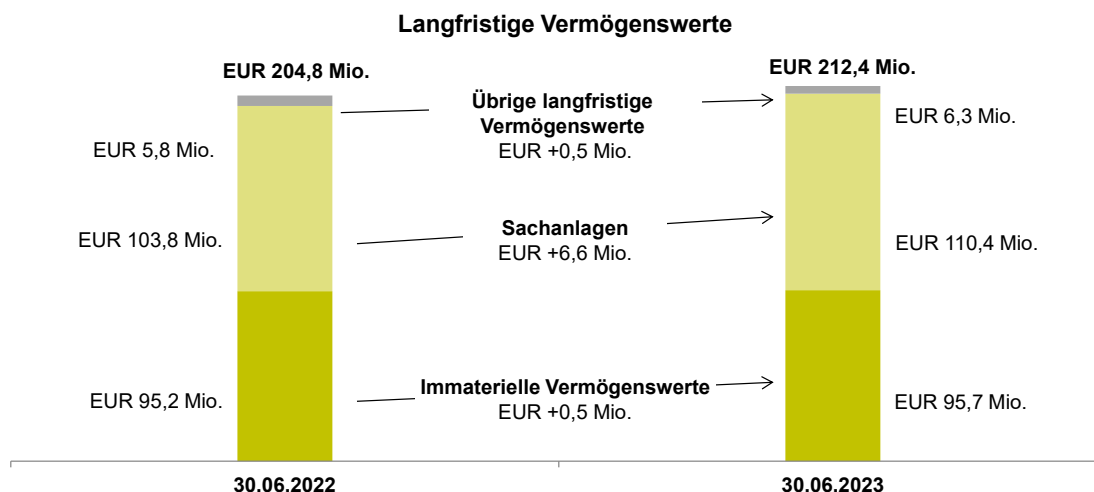 Langfristige Vermögenswerte
EUR 204,8 Mio.
EUR 212,4 Mio.
Übrige langfristige
Vermögenswerte
EUR +0,5 Mio.
EUR 5,8 Mio.
EUR 6,3 Mio.
EUR 103,8 Mio.
Sachanlagen
EUR +6,6 Mio.
EUR 110,4 Mio.
EUR 95,2 Mio.
Immaterielle Vermögenswerte
EUR +0,5 Mio.
EUR 95,7 Mio.
30.06.2022
30.06.2023